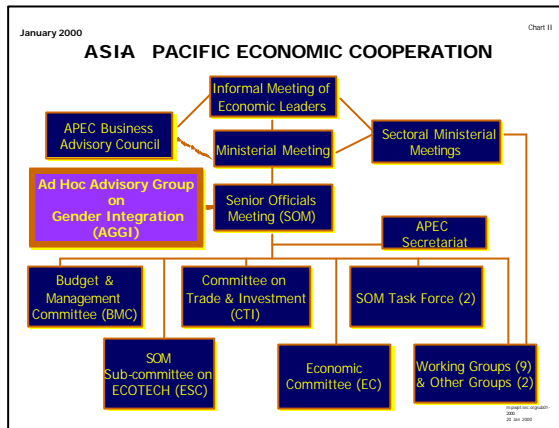 January 2000
Chart II
ASIA PACIFIC ECONOMIC COOPERATION
Informal Meeting of
Economic Leaders
APEC Business
Advisory Council
Ministerial Meeting
Sectoral Ministerial
Meetings
Ad Hoc Advisory Group
on
Gender Integration
(AGGI)
Senior Officials
Meeting (SOM)
APEC
Secretariat
Budget &
Management
Committee (BMC)
Committee on
Trade & Investment
(CTI)
SOM Task Force (2)
SOM
Sub-committee on
ECOTECH (ESC)
Economic
Committee (EC)
Working Groups (9)
& Other Groups (2)
2000